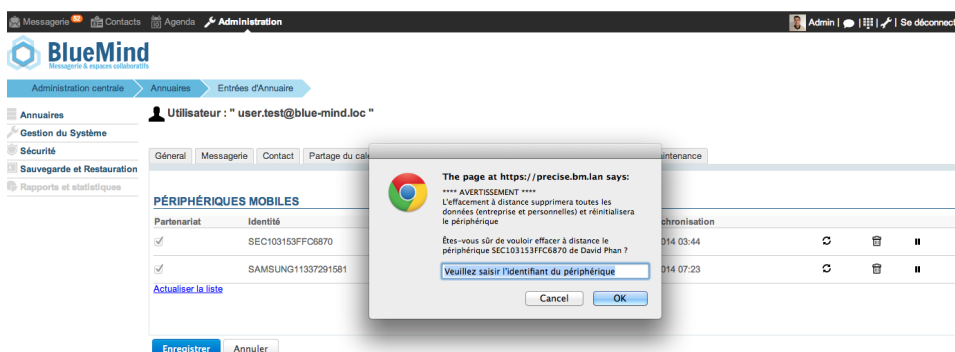 Messagerie 52 Contacts Agenda Administration Admin | | | | Se déconnect
BlueMind
Messagerie & espaces collaboratifs
Administration centrale Annuaires Entrées d'Annuaire
Annuaires
Gestion du Système
Sécurité
Sauvegarde et Restauration
Rapports et statistiques
Utilisateur : " user.test@blue-mind.loc "
Géneral Messagerie Contact Partage du cale intenance
PÉRIPHÉRIQUES MOBILES
Partenariat Identité chronisation
SEC103153FFC6870 014 03:44
SAMSUNG11337291581 014 07:23
Actualiser la liste
Enregistrer Annuler
The page at https://precise.bm.lan says:
**** AVERTISSEMENT ****
L'effacement à distance supprimera toutes les
données (entreprise et personnelles) et réinitialisera
le périphérique
Êtes-vous sûr de vouloir effacer à distance le
périphérique SEC103153FFC6870 de David Phan ?
Veuillez saisir l'identifiant du périphérique
Cancel OK